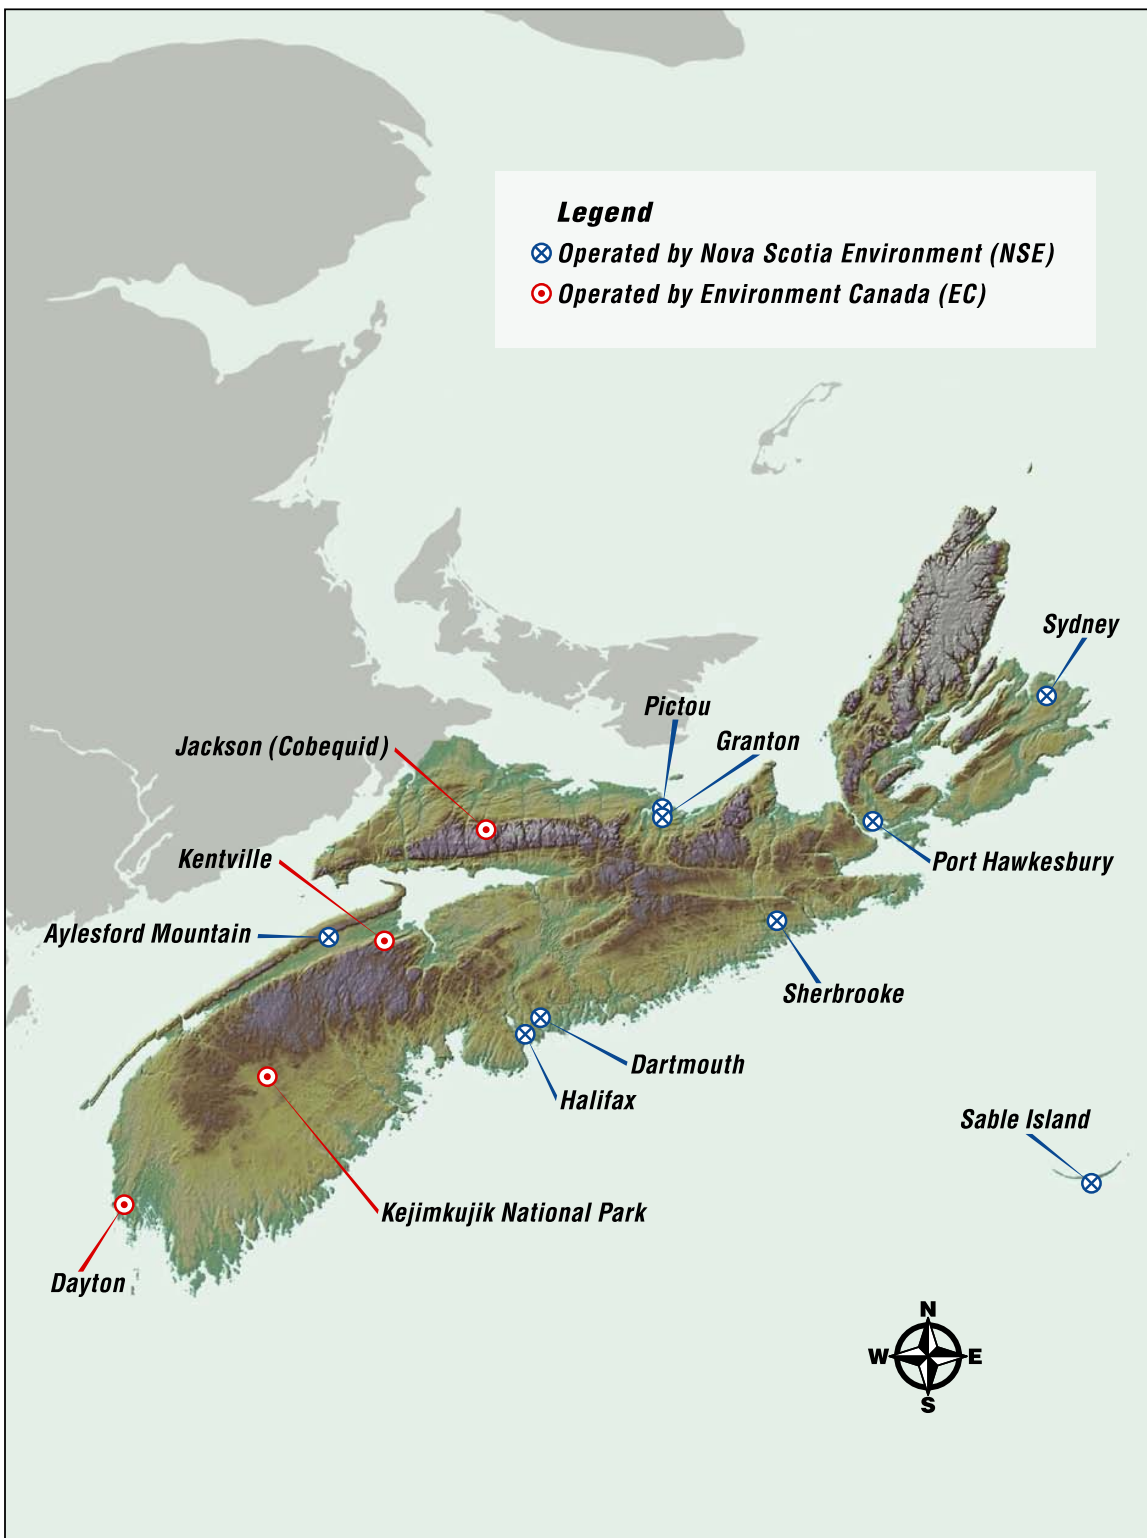 Legend
Operated by Nova Scotia Environment (NSE)
Operated by Environment Canada (EC)
Sydney
Pictou
Granton
Jackson (Cobequid)
Kentville
Port Hawkesbury
Aylesford Mountain
Sherbrooke
Dartmouth
Halifax
Sable Island
Kejimkujik National Park
Dayton
N
W E
S